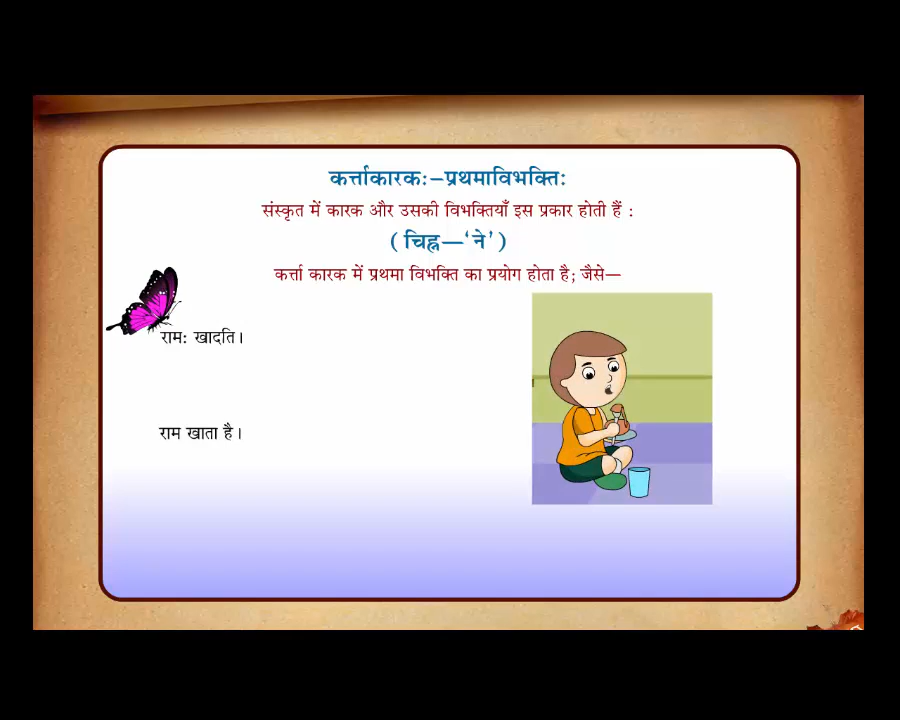 कर्त्ताकारकः–प्रथमाविभक्तिः
संस्कृत में कारक और उसकी विभक्तियाँ इस प्रकार होती हैं :
(चिह्न—‘ने’)
कर्त्ता कारक में प्रथमा विभक्ति का प्रयोग होता है; जैसे—
रामः खादति।
राम खाता है।